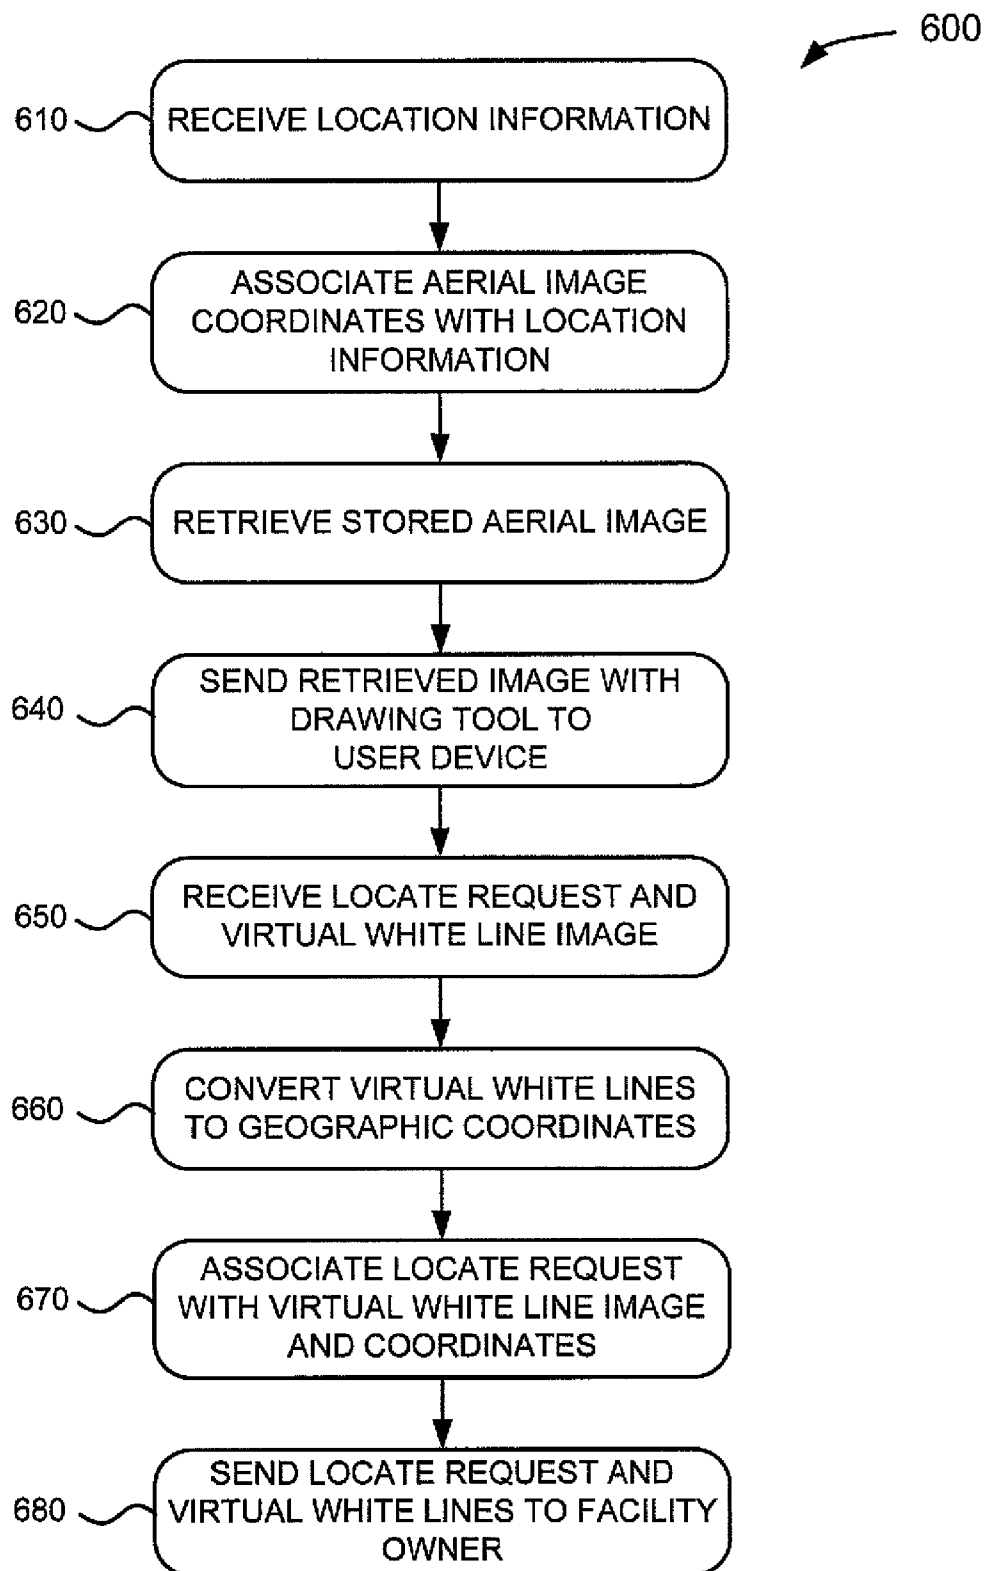 600
610
RECEIVE LOCATION INFORMATION
620
ASSOCIATE AERIAL IMAGE
COORDINATES WITH LOCATION
INFORMATION
630
RETRIEVE STORED AERIAL IMAGE
640
SEND RETRIEVED IMAGE WITH
DRAWING TOOL TO
USER DEVICE
650
RECEIVE LOCATE REQUEST AND
VIRTUAL WHITE LINE IMAGE
660
CONVERT VIRTUAL WHITE LINES
TO GEOGRAPHIC COORDINATES
670
ASSOCIATE LOCATE REQUEST
WITH VIRTUAL WHITE LINE IMAGE
AND COORDINATES
680
SEND LOCATE REQUEST AND
VIRTUAL WHITE LINES TO FACILITY
OWNER